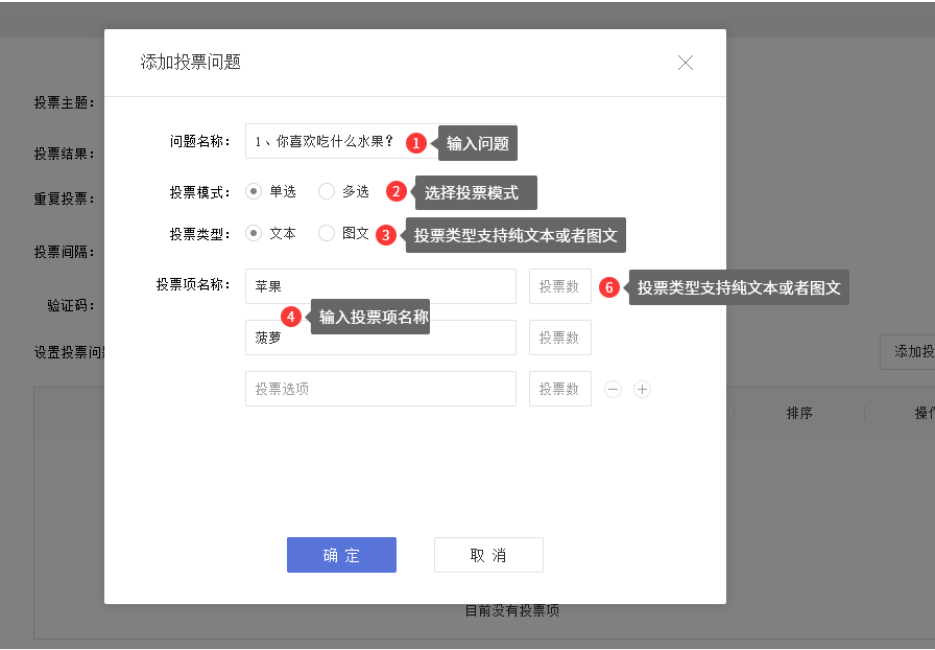 添加投票问题
投票主题：
问题名称： 1、你喜欢吃什么水果？ 1 输入问题
投票结果：
投票模式： 单选 多选 2 选择投票模式
重复投票：
投票类型： 文本 图文 3 投票类型支持纯文本或者图文
投票间隔：
投票项名称： 苹果 投票数 6 投票类型支持纯文本或者图文
验证码：
4 输入投票项名称
菠萝 投票数
设置投票问 添加投
投票选项 投票数
排序 操作
确 定 取 消
目前没有投票项